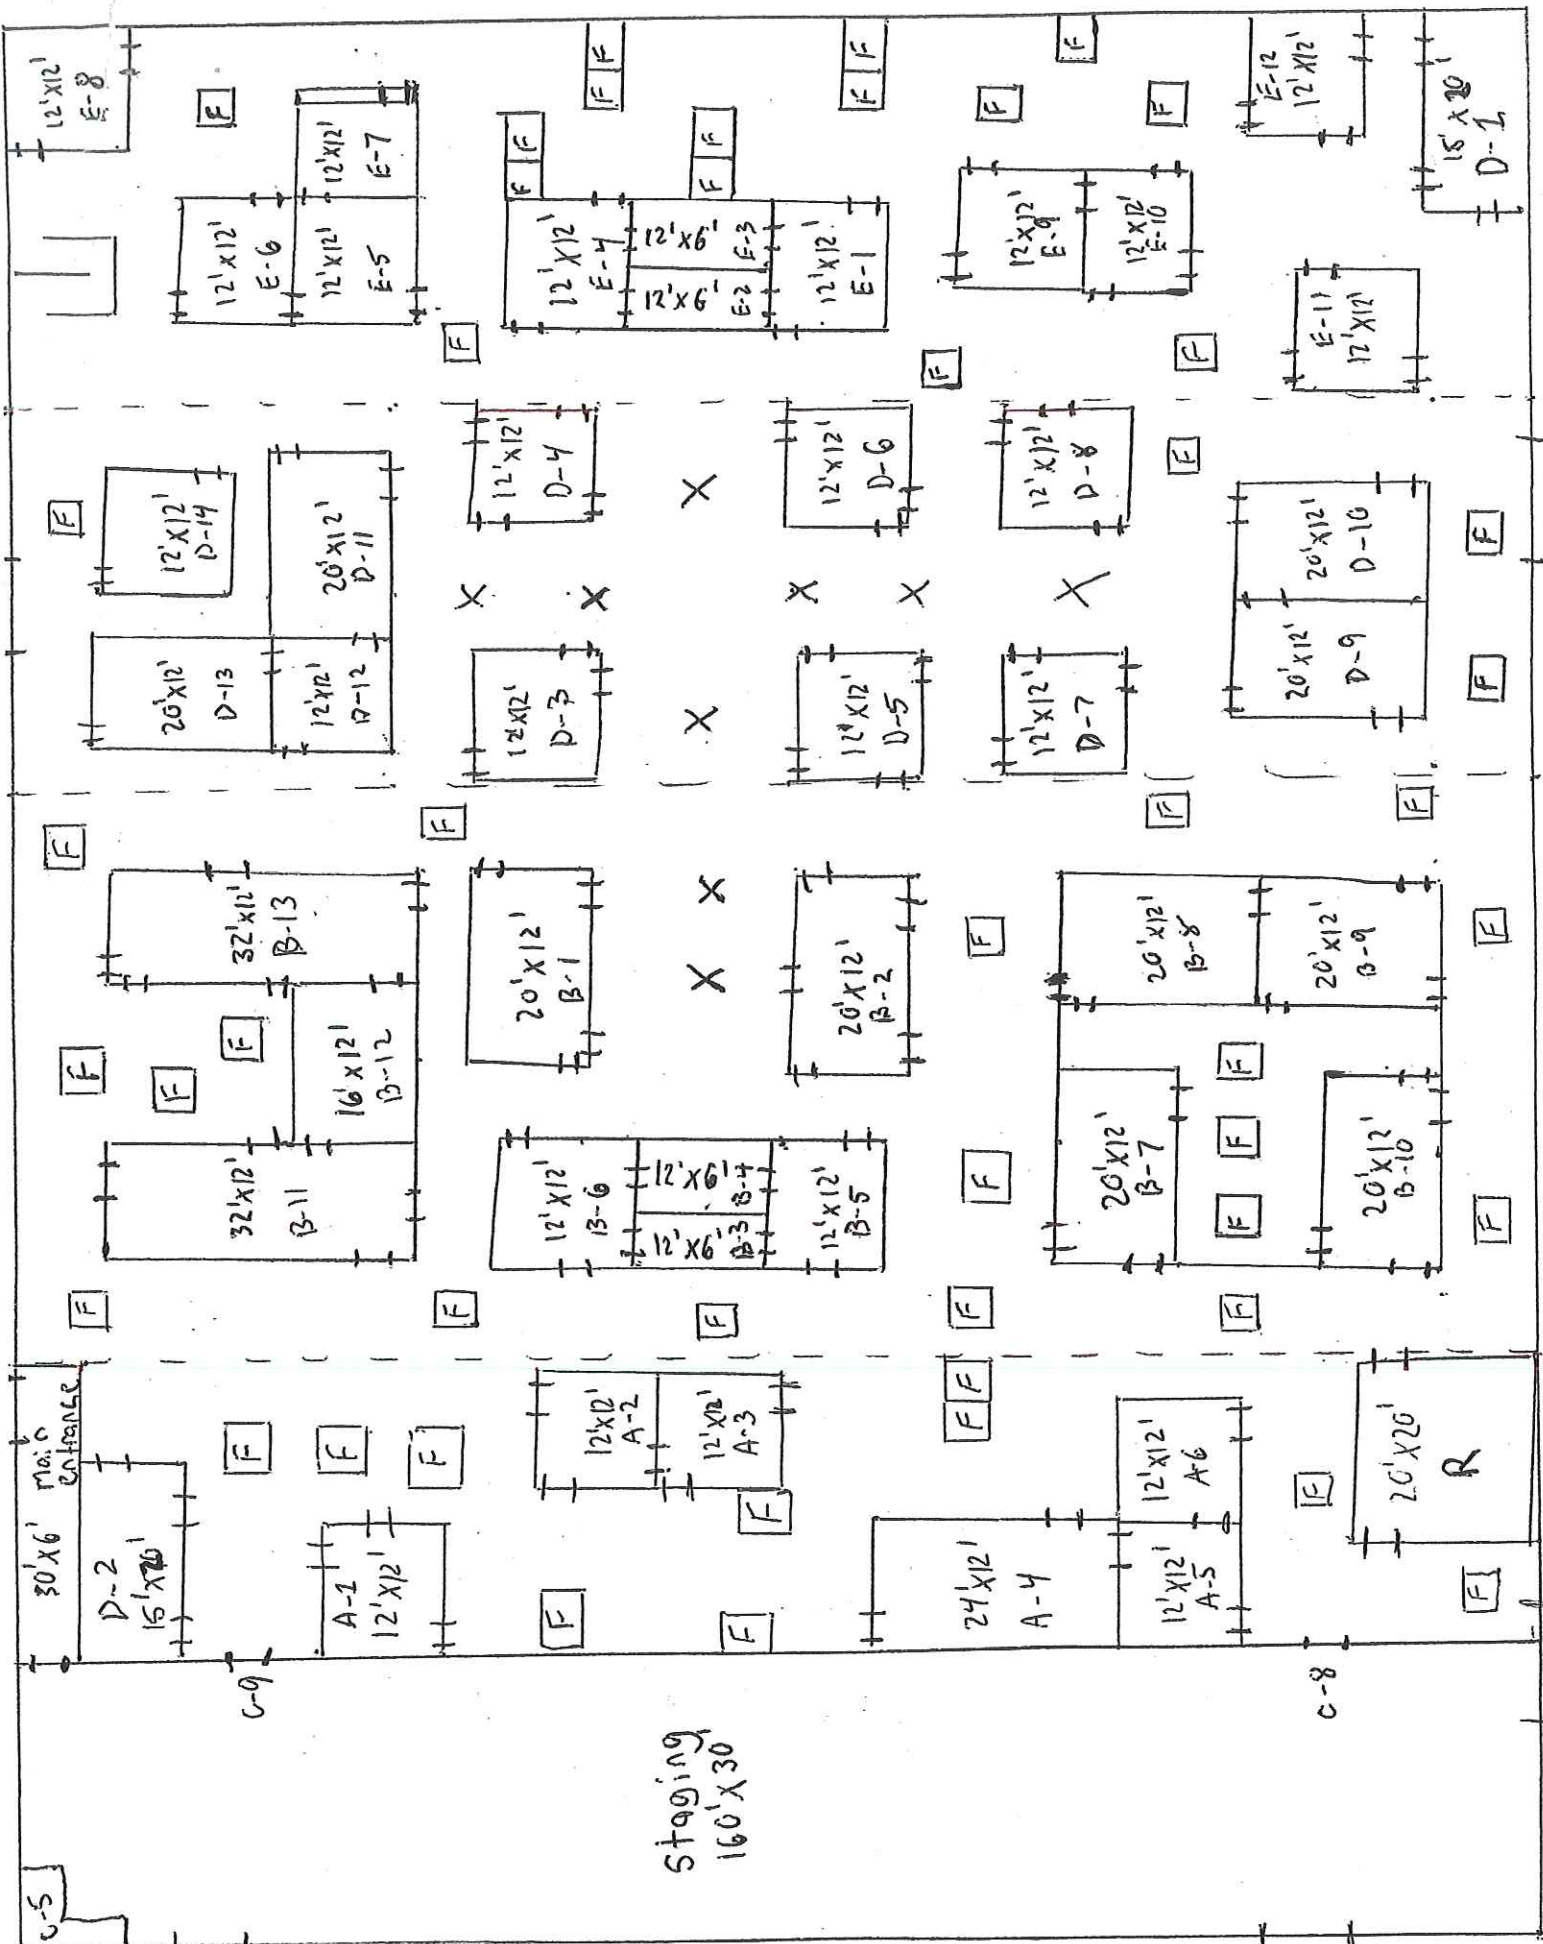 12'X12'
E-8
F
12'X12'
E-7
12'X12'
E-6
12'X12'
E-5
F
F
F
F
F
F
F
F
12'X12'
E-4
12'X6'
E-3
12'X6'
E-2
12'X12'
E-1
F
F
F
12'X12'
E-9
12'X12'
E-10
E-12
12'X12'
15'X20'
D-1
E-11
12'X12'
F
F
F
F
12'X12'
D-14
20'X12'
D-11
20'X12'
D-13
12'X12'
D-12
12'X12'
D-4
X
12'X12'
D-6
12'X12'
D-8
F
X
X
X
X
X
12'X12'
D-3
X
12'X12'
D-5
12'X12'
D-7
20'X12'
D-10
20'X12'
D-9
F
F
F
F
F
F
32'X12'
B-13
F
F
F
16'X12'
B-12
32'X12'
B-11
20'X12'
B-1
X
X
20'X12'
B-2
F
20'X12'
B-8
20'X12'
B-9
F
12'X12'
B-6
12'X6'
B-4
12'X6'
B-3
12'X12'
B-5
F
20'X12'
B-7
F
F
F
20'X12'
B-10
F
F
F
F
F
F
30'X6' main
entrance
D-2
15'X20'
F
F
F
A-1
12'X12'
12'X12'
A-2
12'X12'
A-3
F
F
F
F
F
24'X12'
A-4
12'X12'
A-6
12'X12'
A-5
F
20'X20'
R
F
C-9
C-8
Staging
160'X30'
C-5